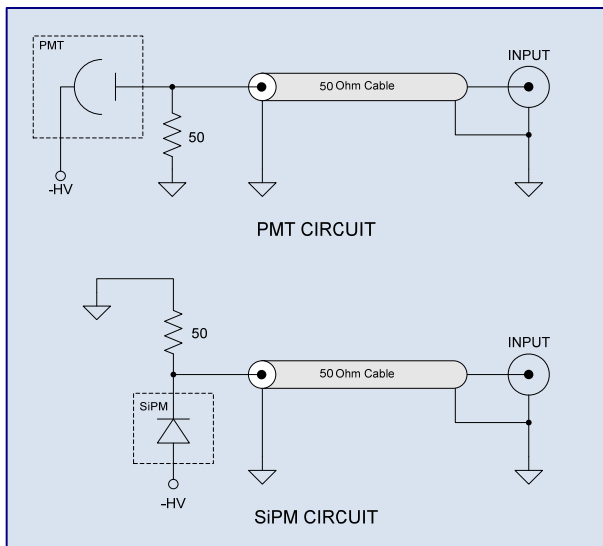 PMT
INPUT
50 Ohm Cable
50
-HV
PMT CIRCUIT
50
INPUT
50 Ohm Cable
SiPM
-HV
SiPM CIRCUIT